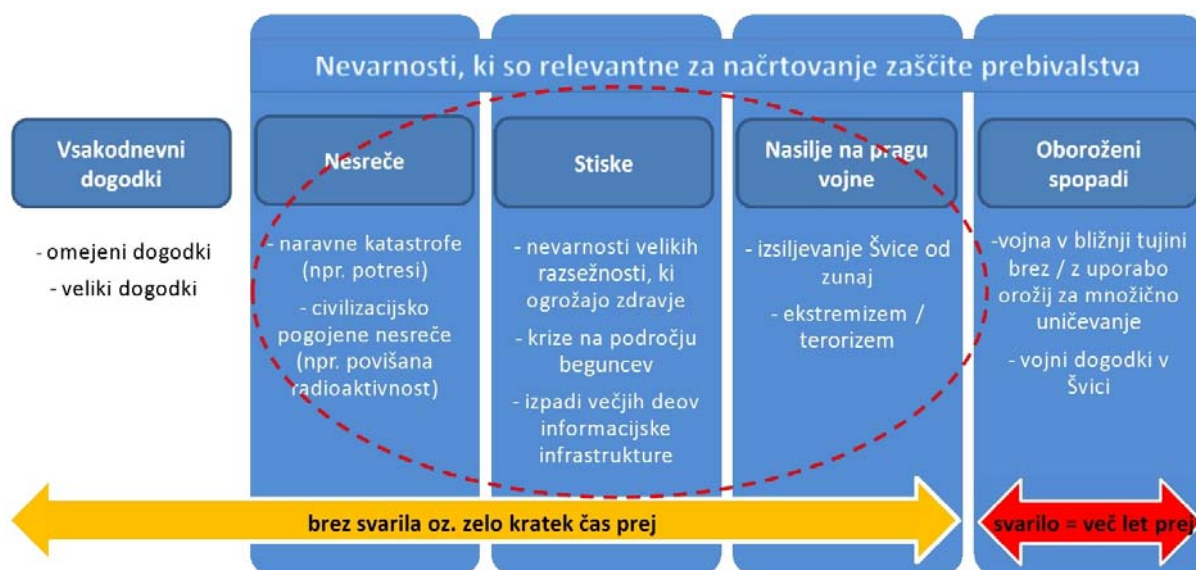 Nevarnosti, ki so relevantne za načrtovanje zaščite prebivalstva
Vsakodnevni
dogodki
- omejeni dogodki
- veliki dogodki
Nesreče
- naravne katastrofe
(npr. potresi)
- civilizacijsko
pogojene nesreče
(npr. povišana
radioaktivnost)
Stiske
- nevarnosti velikih
razsežnosti, ki
ogrožajo zdravje
- krize na področju
beguncev
- izpadi večjih deov
informacijske
infrastrukture
Nasilje na pragu
vojne
- izsiljevanje Švice od
zunaj
- ekstremizem /
terorizem
Oboroženi
spopadi
-vojna v bližnji tujini
brez / z uporabo
orožij za množično
uničevanje
- vojni dogodki v
Švici
brez svarila oz. zelo kratek čas prej
svarilo = več let prej